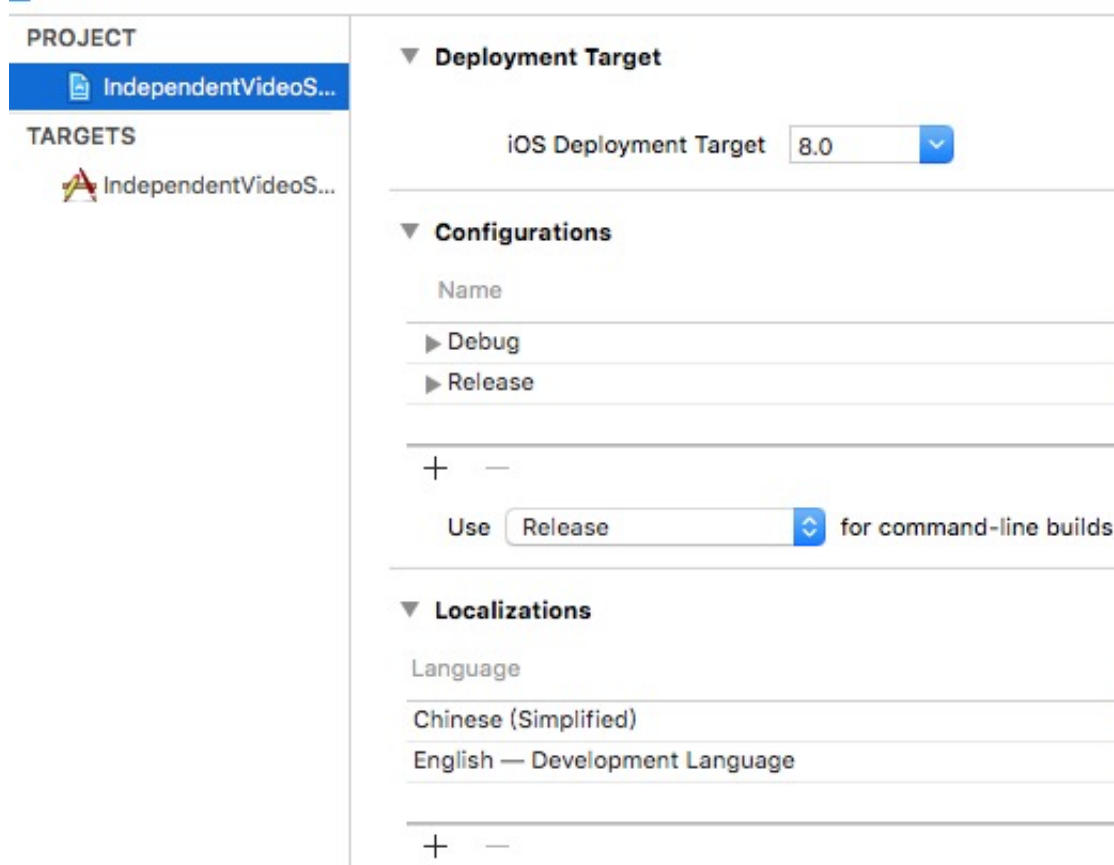 PROJECT
IndependentVideoS...
TARGETS
IndependentVideoS...
Deployment Target
iOS Deployment Target 8.0
Configurations
Name
Debug
Release
+ —
Use Release for command-line builds
Localizations
Language
Chinese (Simplified)
English — Development Language
+ —